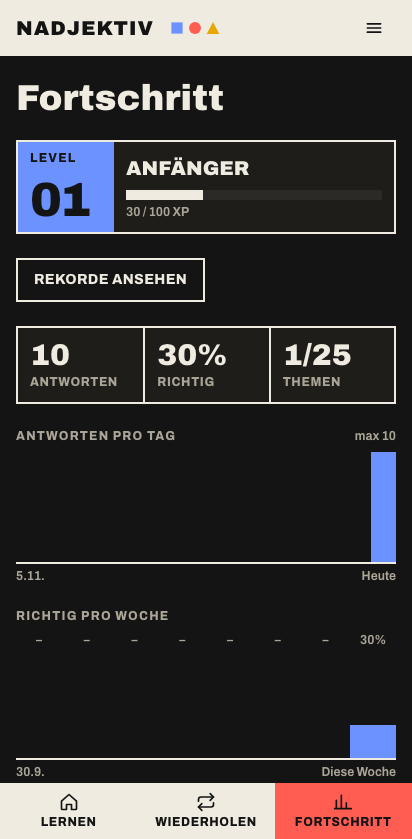 NADJEKTIV
Fortschritt
LEVEL
01
ANFÄNGER
30 / 100 XP
REKORDE ANSEHEN
10
ANTWORTEN
30%
RICHTIG
1/25
THEMEN
ANTWORTEN PRO TAG
max 10
5.11.
Heute
RICHTIG PRO WOCHE
– – – – – – – 30%
30.9.
Diese Woche
LERNEN
WIEDERHOLEN
FORTSCHRITT